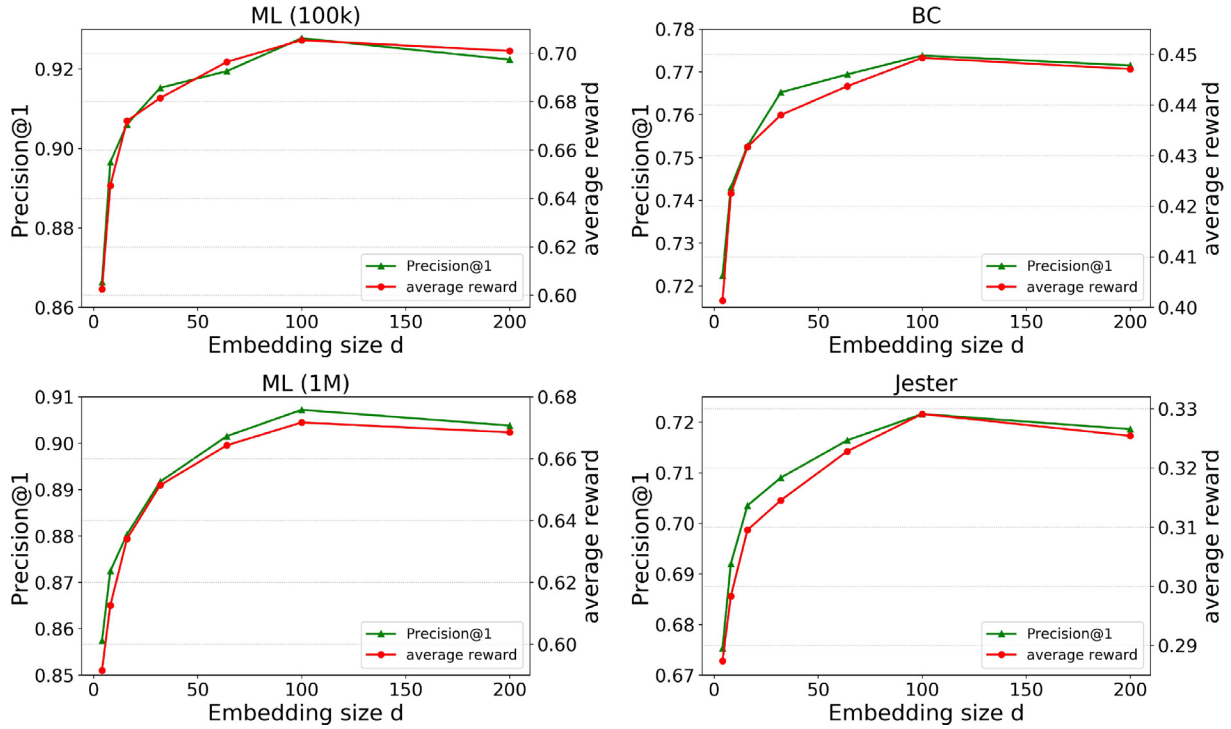 ML (100k)
Precision@1
0.92
0.90
0.88
0.86
0.70
0.68
0.66
0.64
0.62
0.60
average reward
Precision@1
average reward
0 50 100 150 200
Embedding size d
BC
Precision@1
0.78
0.77
0.76
0.75
0.74
0.73
0.72
0.45
0.44
0.43
0.42
0.41
0.40
average reward
Precision@1
average reward
0 50 100 150 200
Embedding size d
ML (1M)
Precision@1
0.91
0.90
0.89
0.88
0.87
0.86
0.85
0.68
0.66
0.64
0.62
0.60
average reward
Precision@1
average reward
0 50 100 150 200
Embedding size d
Jester
Precision@1
0.72
0.71
0.70
0.69
0.68
0.67
0.33
0.32
0.31
0.30
0.29
average reward
Precision@1
average reward
0 50 100 150 200
Embedding size d